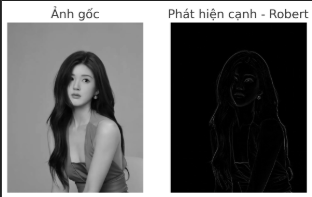 Ảnh gốc
Phát hiện cạnh - Robert